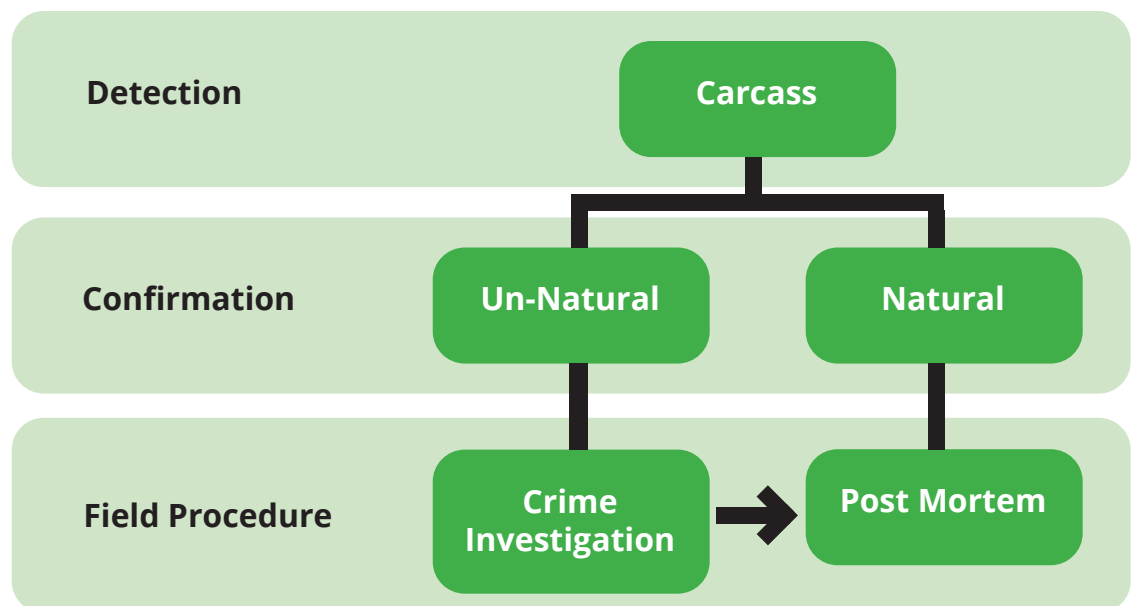 Detection
Carcass
Confirmation
Un-Natural
Natural
Field Procedure
Crime
Investigation
Post Mortem